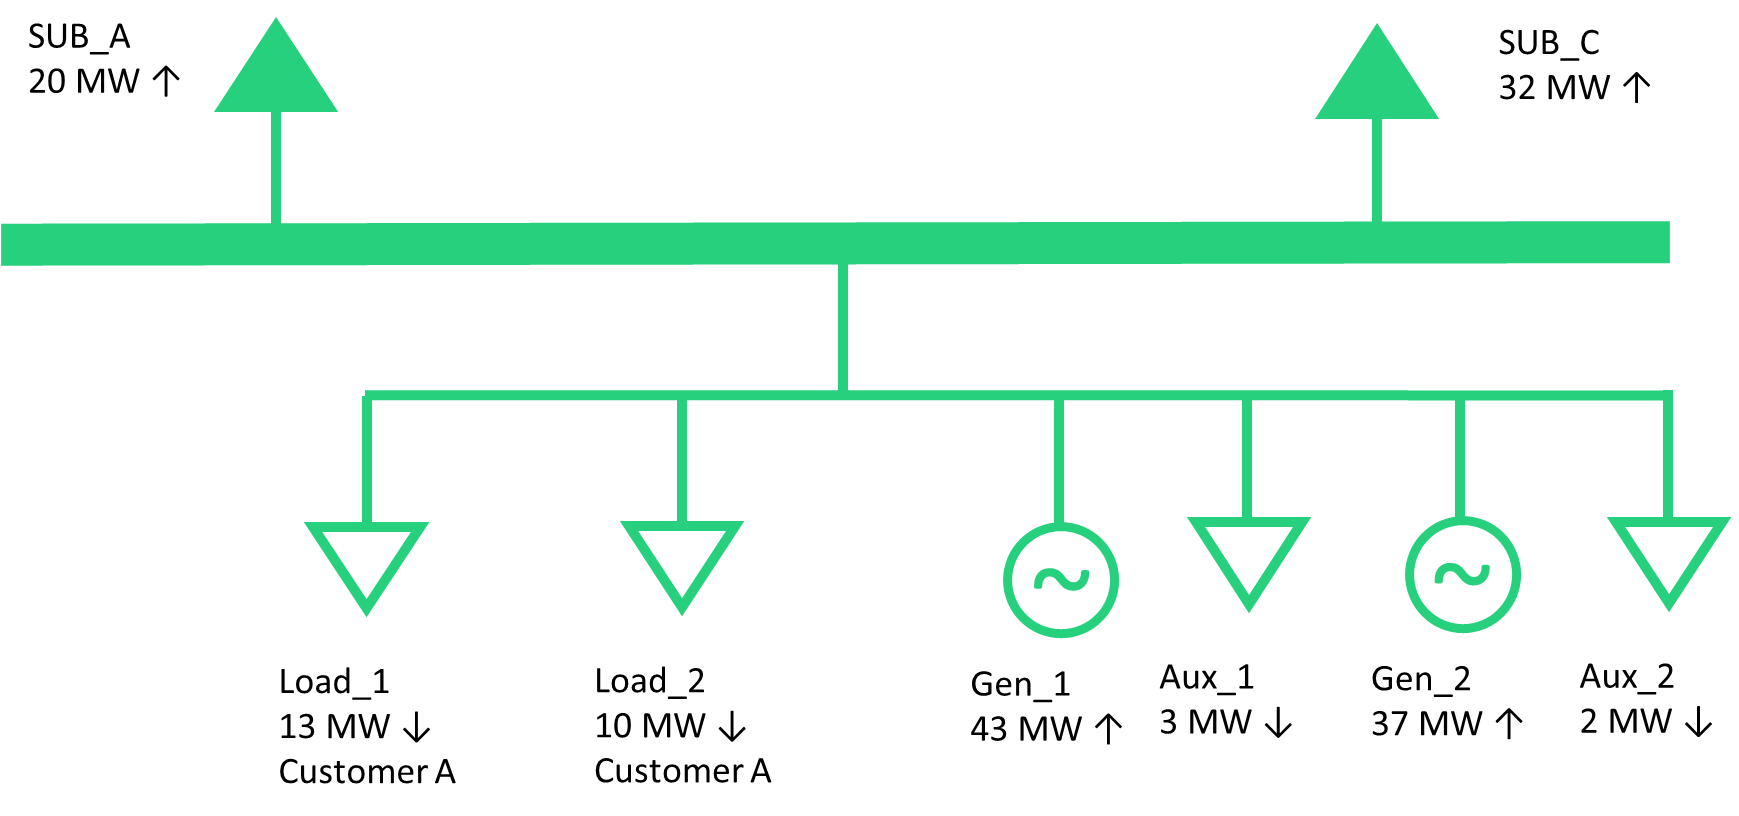 SUB_A
20 MW ↑
SUB_C
32 MW ↑
Load_1
13 MW ↓
Customer A
Load_2
10 MW ↓
Customer A
Gen_1
43 MW ↑
Aux_1
3 MW ↓
Gen_2
37 MW ↑
Aux_2
2 MW ↓